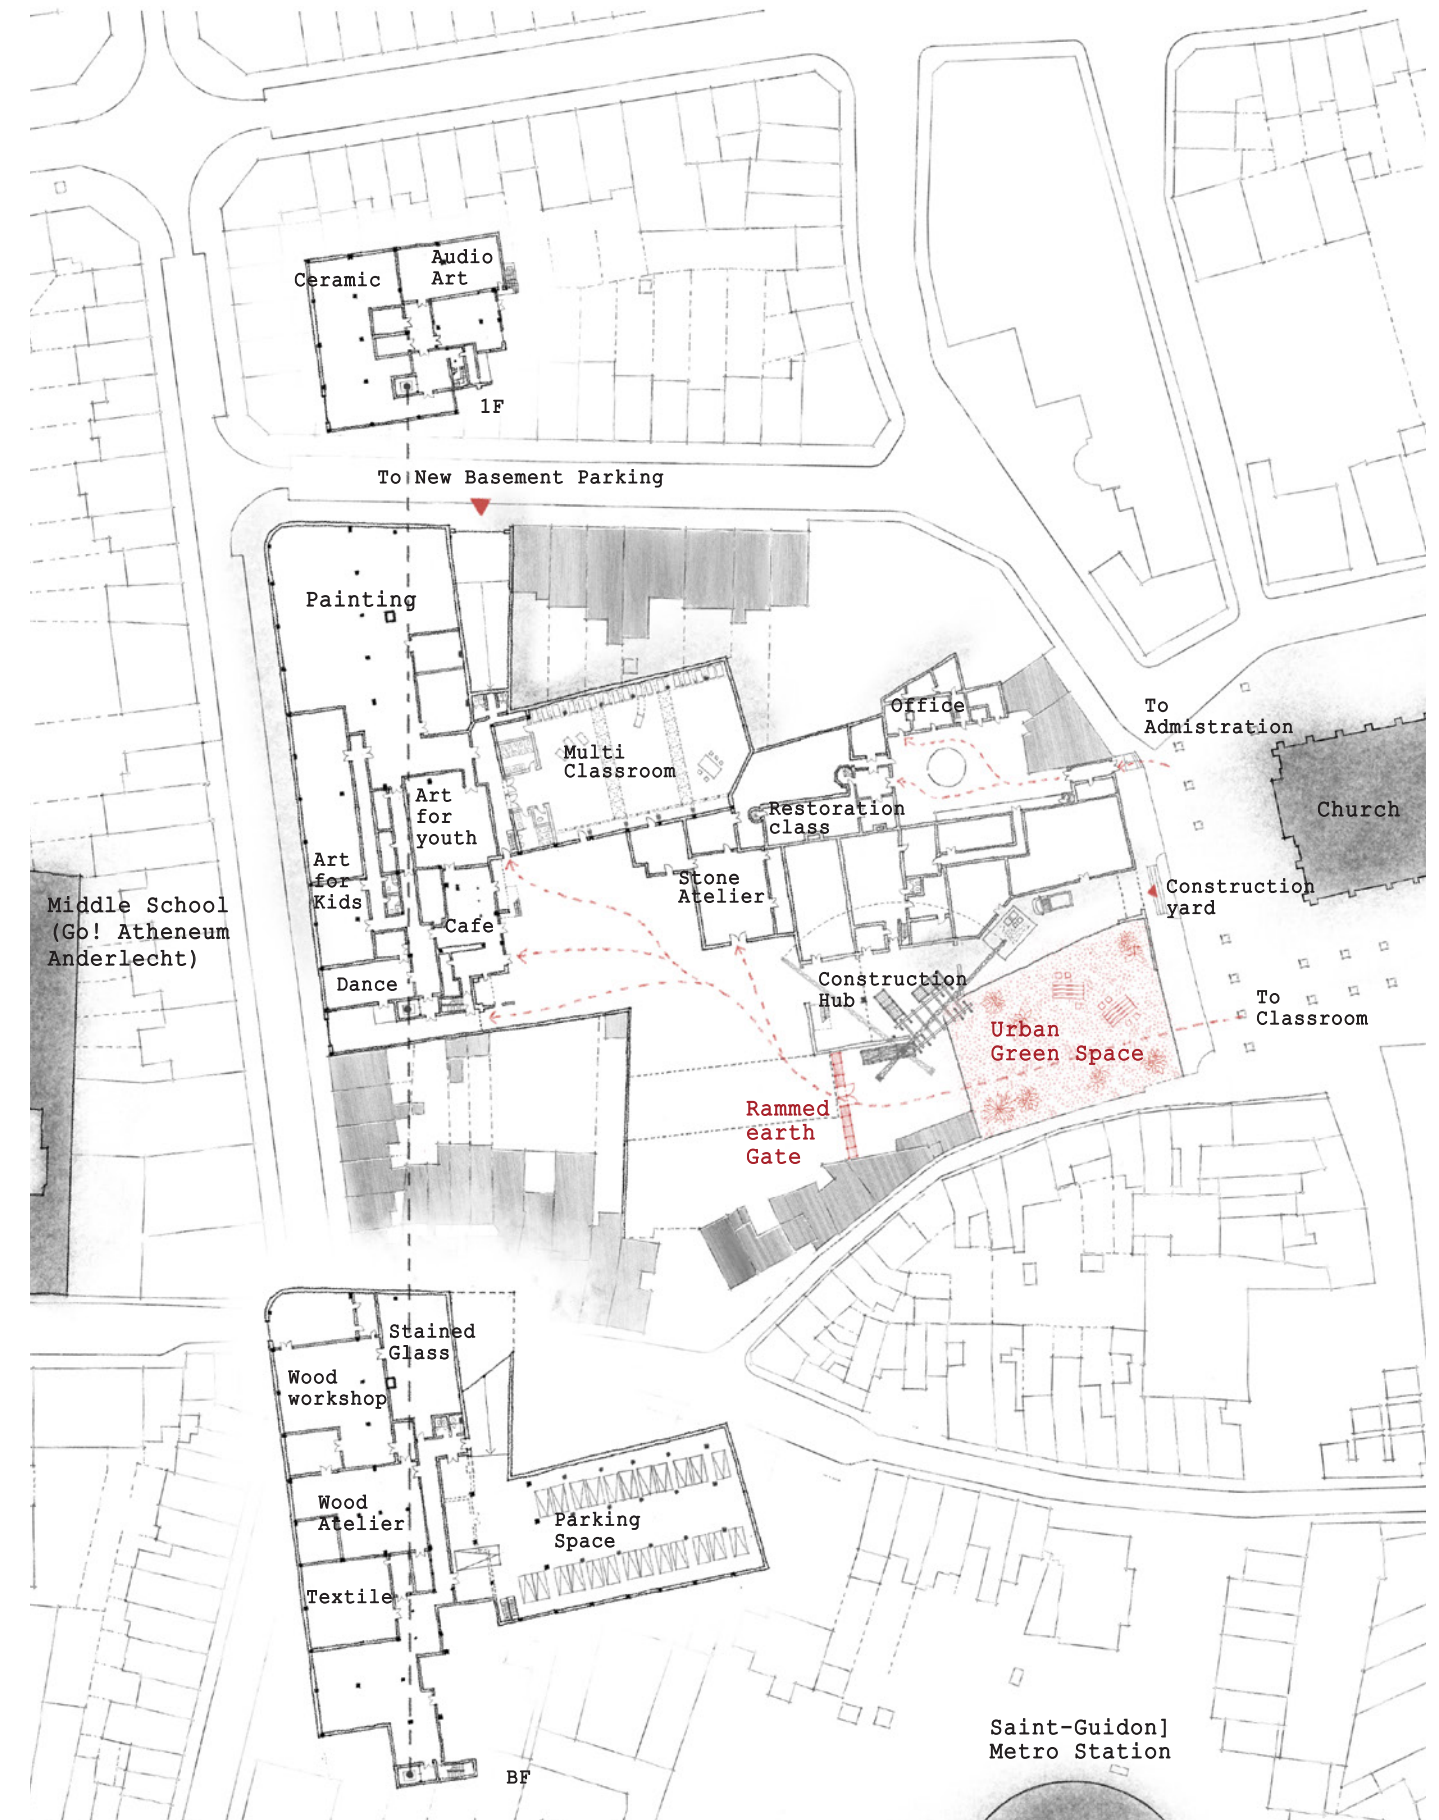 Ceramic
Audio
Art
1F
To New Basement Parking
Painting
Office
To
Admistration
Multi
Classroom
Art
for
youth
Restoration
class
Church
Art
for
Kids
Stone
Atelier
Construction
yard
Middle School
(Go! Atheneum
Anderlecht)
Cafe
Dance
Construction
Hub
To
Classroom
Urban
Green Space
Rammed
earth
Gate
Stained
Glass
Wood
workshop
Wood
Atelier
Parking
Space
Textile
Saint-Guidon]
Metro Station
BF